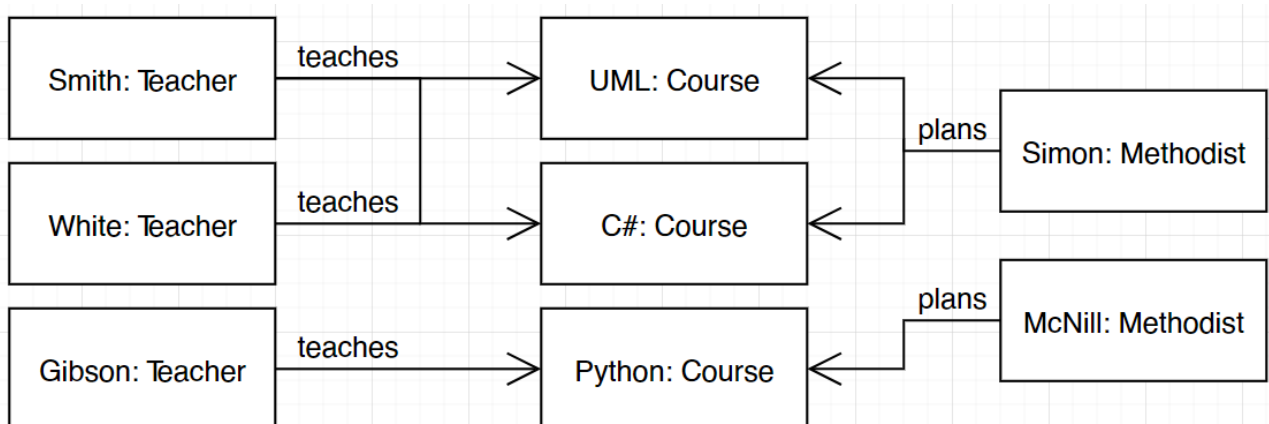 teaches
Smith: Teacher
UML: Course
plans
Simon: Methodist
teaches
White: Teacher
C#: Course
plans
McNill: Methodist
teaches
Gibson: Teacher
Python: Course